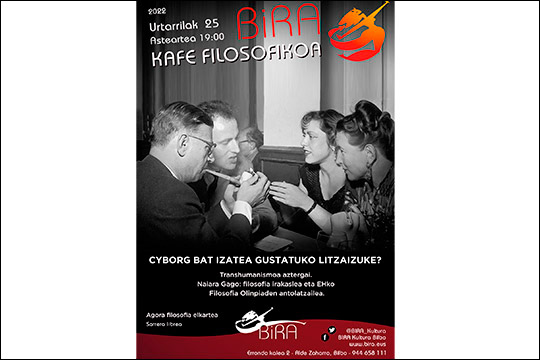 2022
Urtarrilak 25
Asteartea 19:00
BiRA
KAFE FILOSOFIKOA
CYBORG BAT IZATEA GUSTATUKO LITZAIZUKE?
Transhumanismoa aztergai.
Naiara Gago: filosofia irakaslea eta EHko
Filosofia Olinpiaden antolatzailea.
Agora filosofia elkartea
Sarrera librea
BiRA
@BIRA_Kultura
BIRA Kultura Bilbo
www.bira.eus
Erronda kalea 2 - Alde Zaharra, Bilbo - 944 658 111